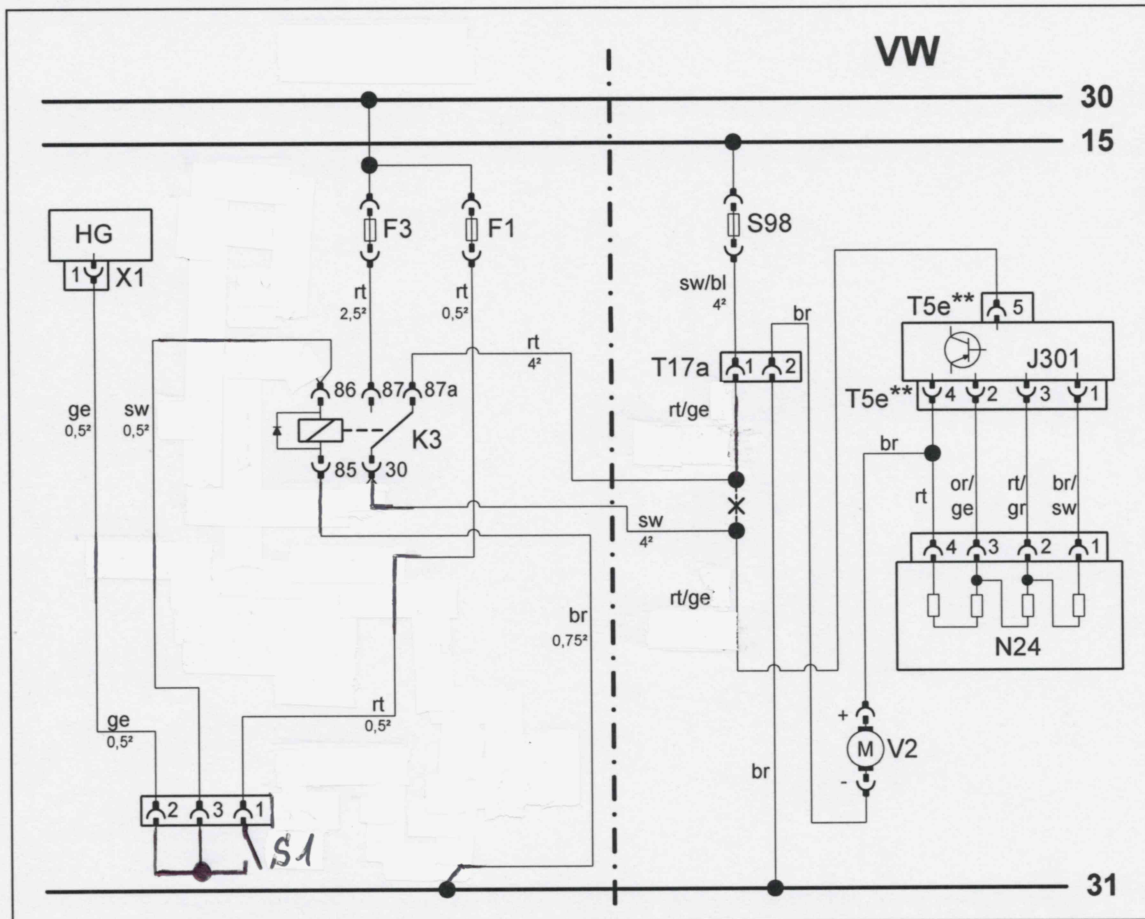 VW
30
15
HG
1 X1
F3
F1
S98
rt
2,5²
rt
0,5²
sw/bl
4²
br
T5e** 5
J301
T5e** 4 2 3 1
rt
4²
T17a 1 2
86 87 87a
K3
85 30
ge
0,5²
sw
0,5²
rt/ge
br
rt
or/
ge
rt/
gr
br/
sw
sw
4²
4 3 2 1
N24
rt/ge
br
0,75²
ge
0,5²
rt
0,5²
+
M V2
-
br
2 3 1
S1
31